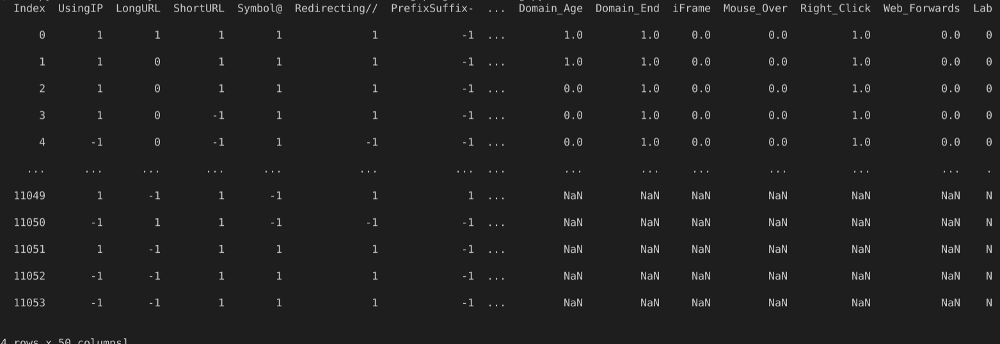 Index UsingIP LongURL ShortURL Symbol@ Redirecting// PrefixSuffix- ... Domain_Age Domain_End iFrame Mouse_Over Right_Click Web_Forwards Lab
0 1 1 1 1 1 -1 ... 1.0 1.0 0.0 0.0 1.0 0.0 0
1 1 0 1 1 1 -1 ... 1.0 1.0 0.0 0.0 1.0 0.0 0
2 1 0 1 1 1 -1 ... 0.0 1.0 0.0 0.0 1.0 0.0 0
3 1 0 -1 1 1 -1 ... 0.0 1.0 0.0 0.0 1.0 0.0 0
4 -1 0 -1 1 -1 -1 ... 0.0 1.0 0.0 0.0 1.0 0.0 0
... ... ... ... ... ... ... ... ... ... ... ... ... ... .
11049 1 -1 1 -1 1 1 ... NaN NaN NaN NaN NaN NaN N
11050 -1 1 1 -1 -1 -1 ... NaN NaN NaN NaN NaN NaN N
11051 1 -1 1 1 1 -1 ... NaN NaN NaN NaN NaN NaN N
11052 -1 -1 1 1 1 -1 ... NaN NaN NaN NaN NaN NaN N
11053 -1 -1 1 1 1 -1 ... NaN NaN NaN NaN NaN NaN N
4 rows x 50 columns]